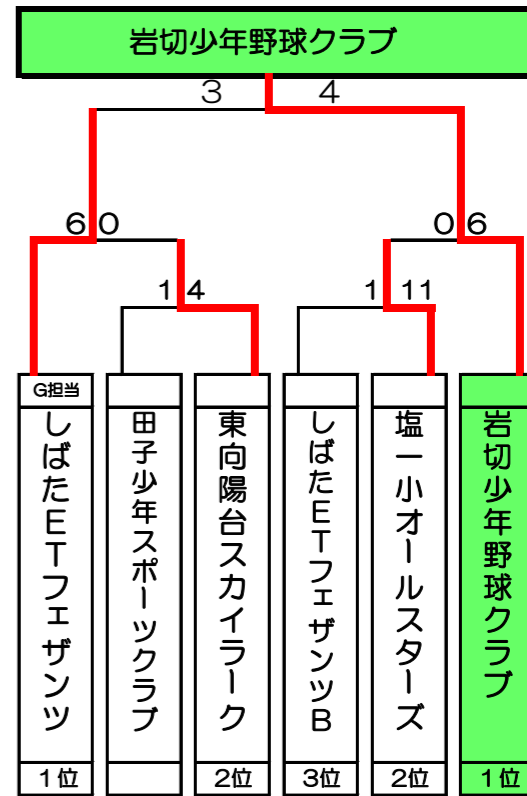 岩切少年野球クラブ
3 4
6 0 0 6
1 4 1 11
G担当
しばたETフェザンツ
1位
田子少年スポーツクラブ
東向陽台スカイラーク
2位
しばたETフェザンツB
3位
塩一小オールスターズ
2位
岩切少年野球クラブ
1位